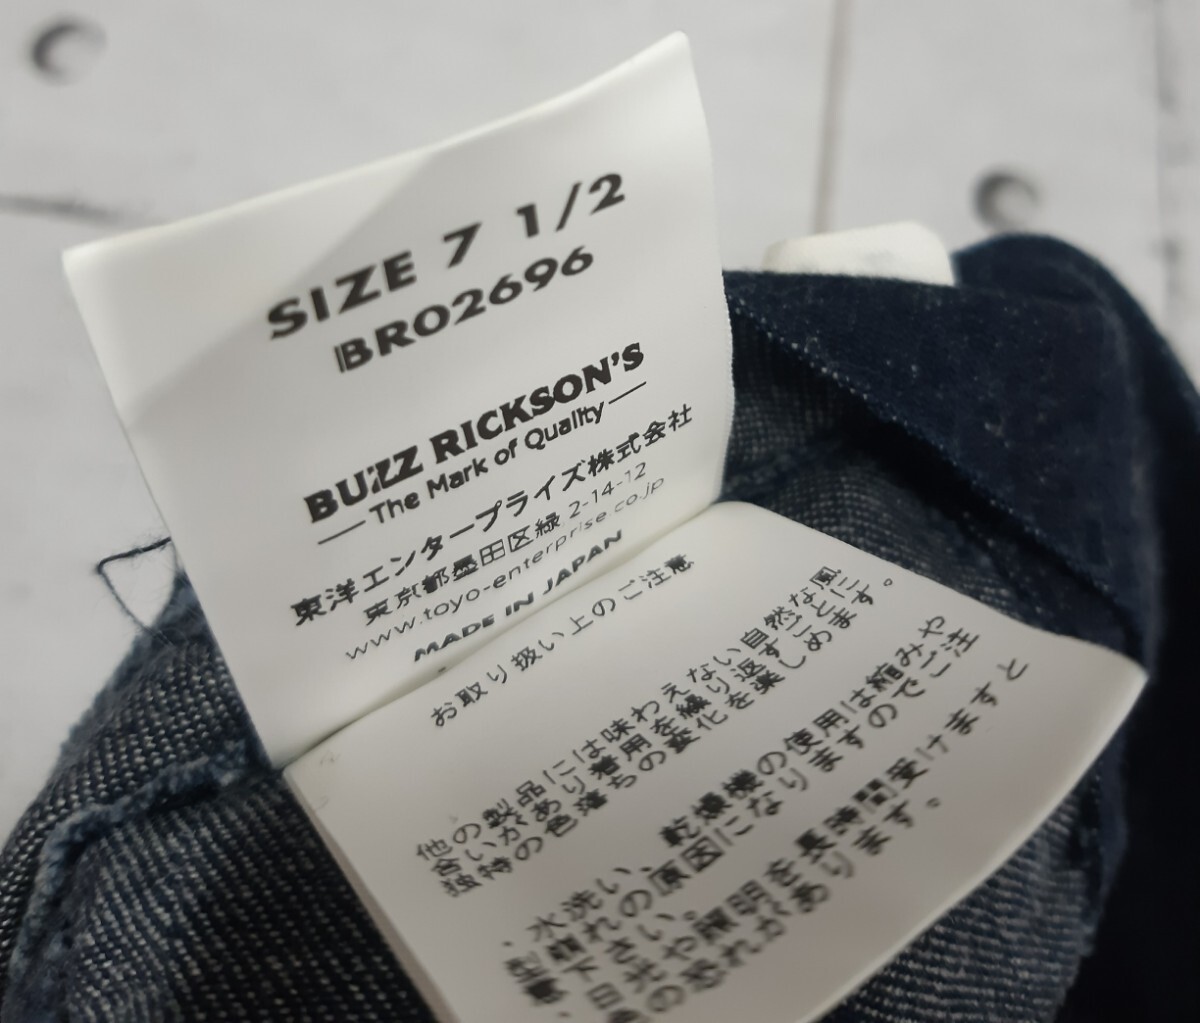 SIZE 7 1/2
BR02696
BUZZ RICKSON'S
The Mark of Quality
東洋エンタープライズ株式会社
東京都墨田区緑 2-14-12
www.toyo-enterprise.co.jp
MADE IN JAPAN
お取り扱い上のご注意
他の製品には味わえない自然な風
合いがあり着用を繰り返すごとに
独特の色落ちの変化を楽しめます。
・水洗い、乾燥機の使用は縮みや
型崩れの原因になりますのでご注
下さい。
・日光や照明を長時間受けますと
の恐れがあります。